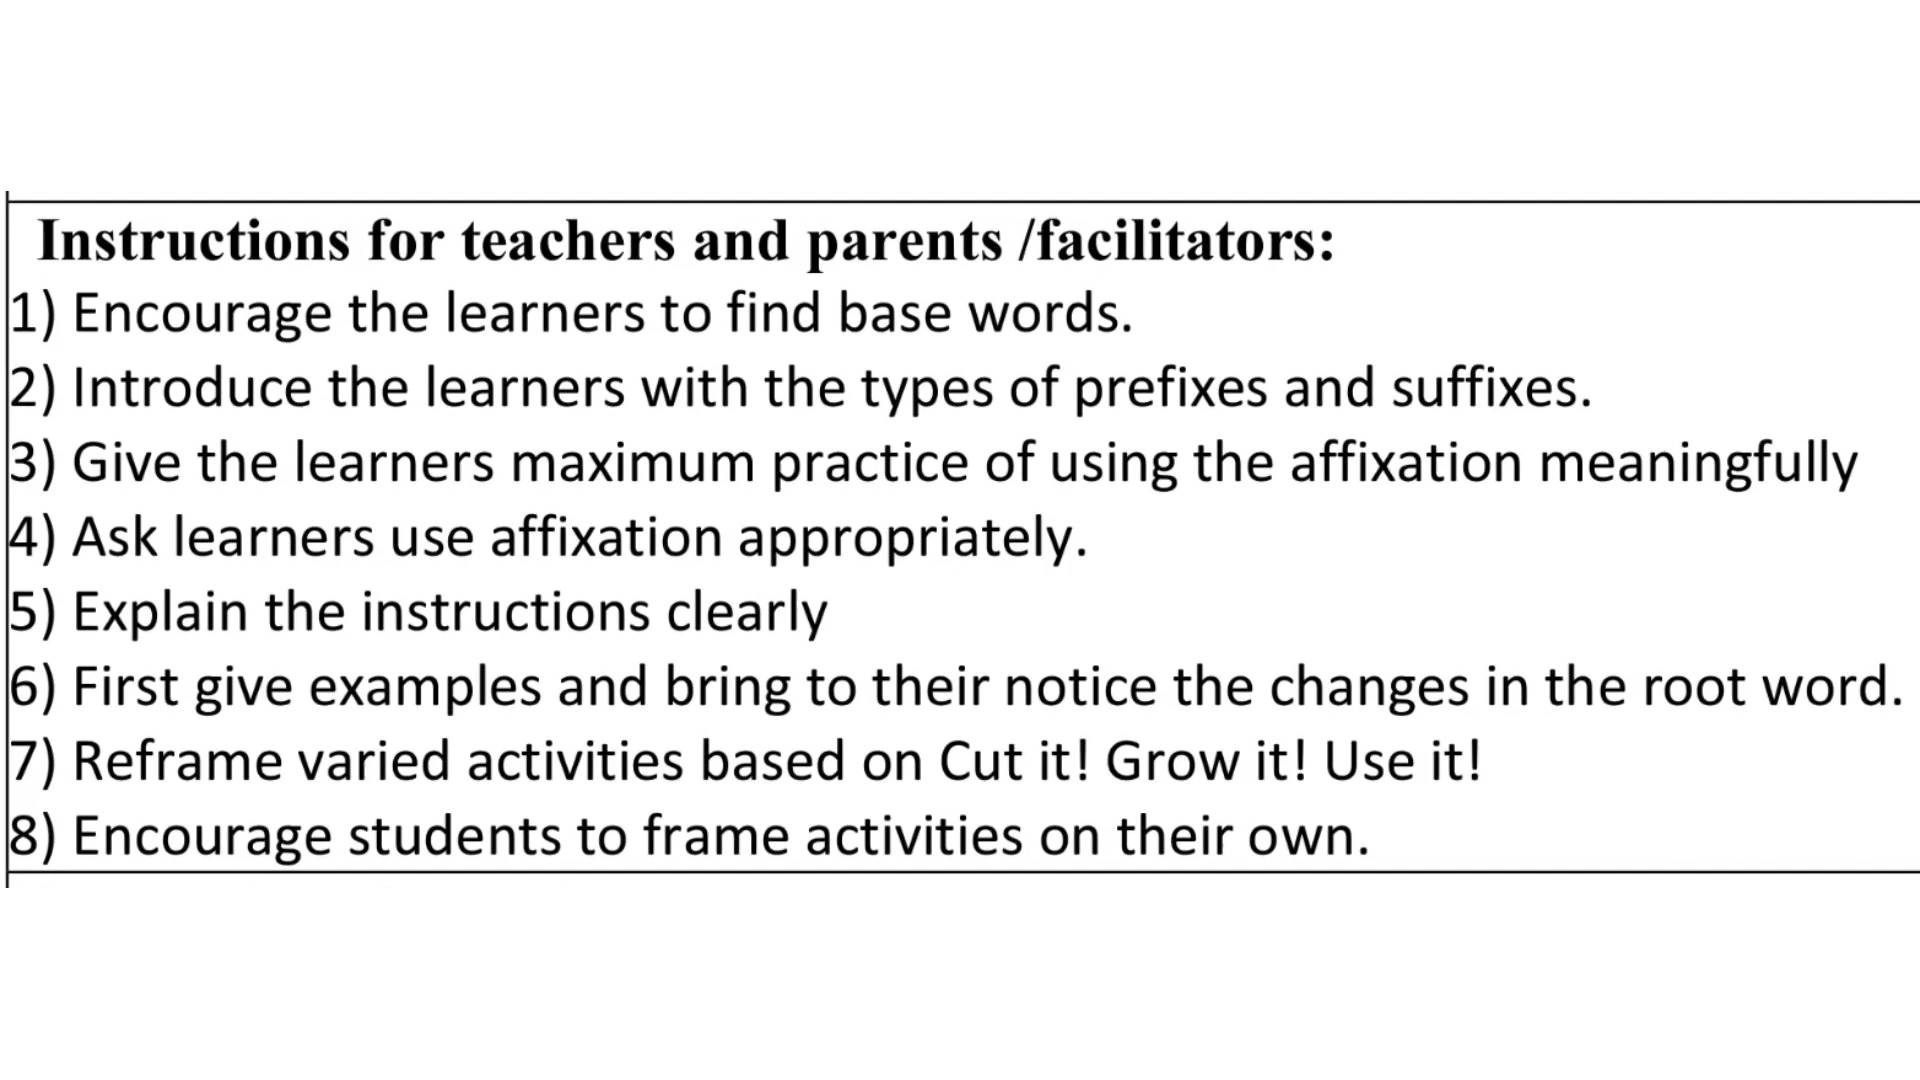 Instructions for teachers and parents /facilitators:
1) Encourage the learners to find base words.
2) Introduce the learners with the types of prefixes and suffixes.
3) Give the learners maximum practice of using the affixation meaningfully
4) Ask learners use affixation appropriately.
5) Explain the instructions clearly
6) First give examples and bring to their notice the changes in the root word.
7) Reframe varied activities based on Cut it! Grow it! Use it!
8) Encourage students to frame activities on their own.